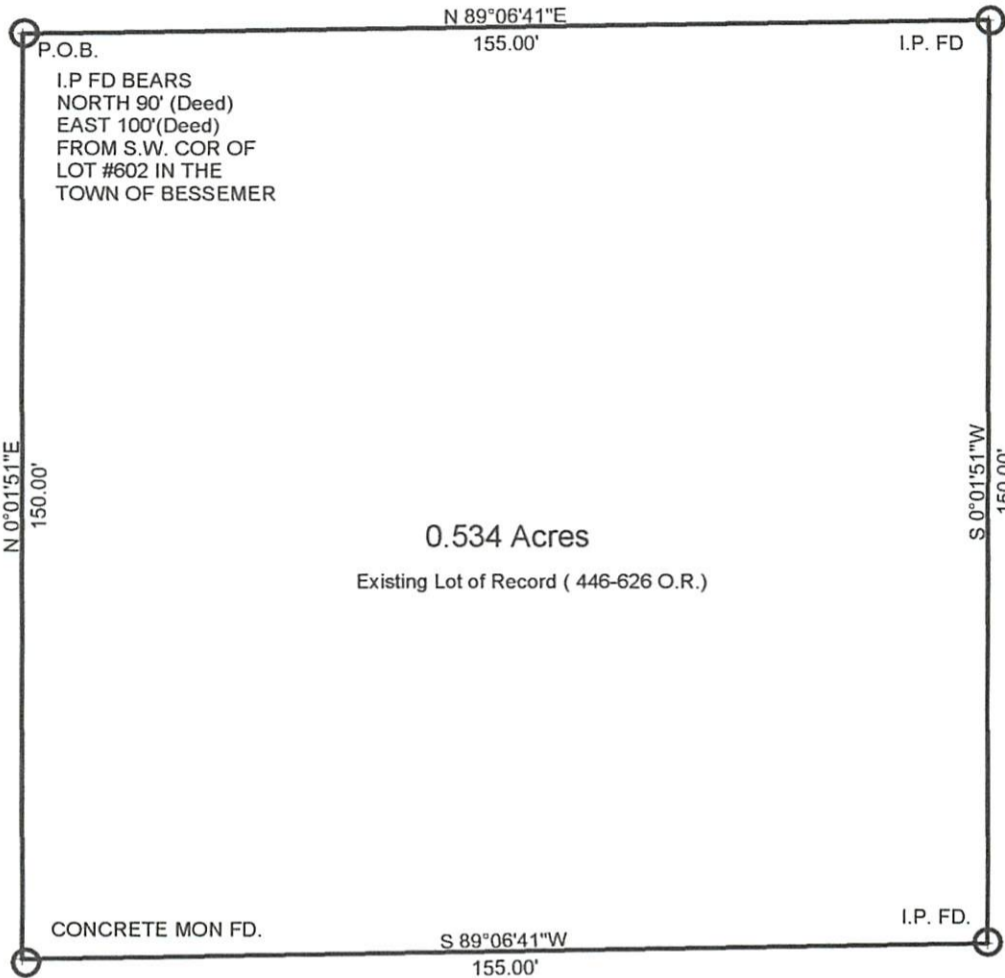 N 89°06'41"E
155.00'
P.O.B.
I.P. FD
I.P FD BEARS
NORTH 90' (Deed)
EAST 100'(Deed)
FROM S.W. COR OF
LOT #602 IN THE
TOWN OF BESSEMER
N 0°01'51"E
150.00'
S 0°01'51"W
150.00'
0.534 Acres
Existing Lot of Record ( 446-626 O.R.)
CONCRETE MON FD.
I.P. FD.
S 89°06'41"W
155.00'